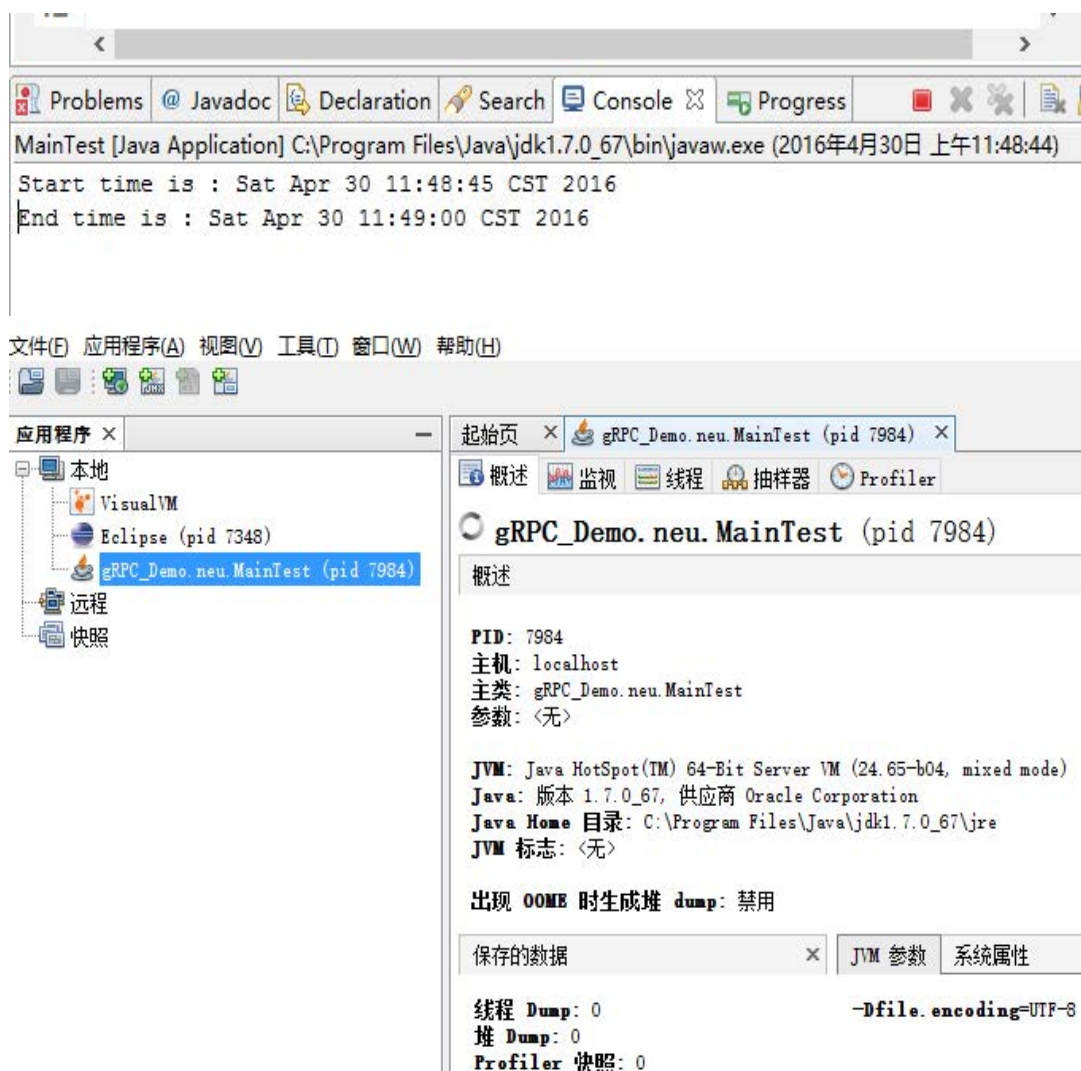 Problems @ Javadoc Declaration Search Console Progress
MainTest [Java Application] C:\Program Files\Java\jdk1.7.0_67\bin\javaw.exe (2016年4月30日 上午11:48:44)
Start time is : Sat Apr 30 11:48:45 CST 2016
End time is : Sat Apr 30 11:49:00 CST 2016
文件(F) 应用程序(A) 视图(V) 工具(T) 窗口(W) 帮助(H)
应用程序
本地
VisualVM
Eclipse (pid 7348)
gRPC_Demo.neu.MainTest (pid 7984)
远程
快照
起始页 gRPC_Demo.neu.MainTest (pid 7984)
概述 监视 线程 抽样器 Profiler
gRPC_Demo.neu.MainTest (pid 7984)
概述
PID: 7984
主机: localhost
主类: gRPC_Demo.neu.MainTest
参数: <无>
JVM: Java HotSpot(TM) 64-Bit Server VM (24.65-b04, mixed mode)
Java: 版本 1.7.0_67, 供应商 Oracle Corporation
Java Home 目录: C:\Program Files\Java\jdk1.7.0_67\jre
JVM 标志: <无>
出现 OOME 时生成堆 dump: 禁用
保存的数据
JVM 参数 系统属性
线程 Dump: 0
堆 Dump: 0
Profiler 快照: 0
-Dfile.encoding=UTF-8